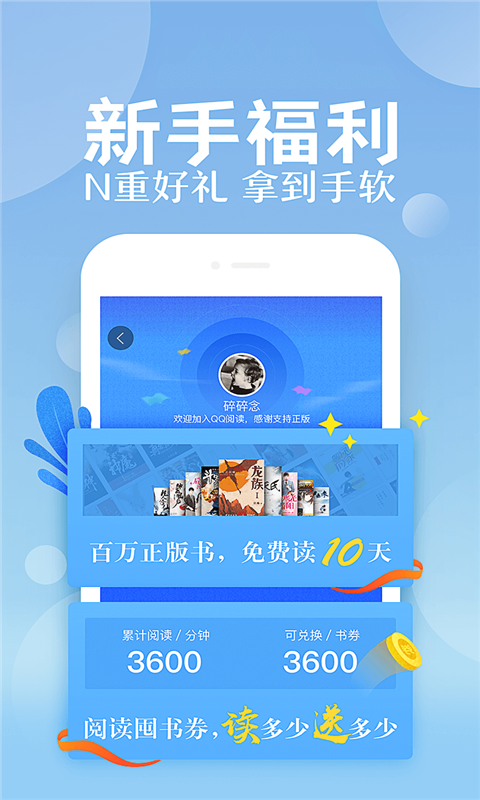 新手福利
N重好礼 拿到手软
碎碎念
欢迎加入QQ阅读，感谢支持正版
龙族
I
百万正版书，免费读10天
累计阅读 / 分钟
可兑换 / 书券
3600
3600
阅读囤书券，读多少送多少